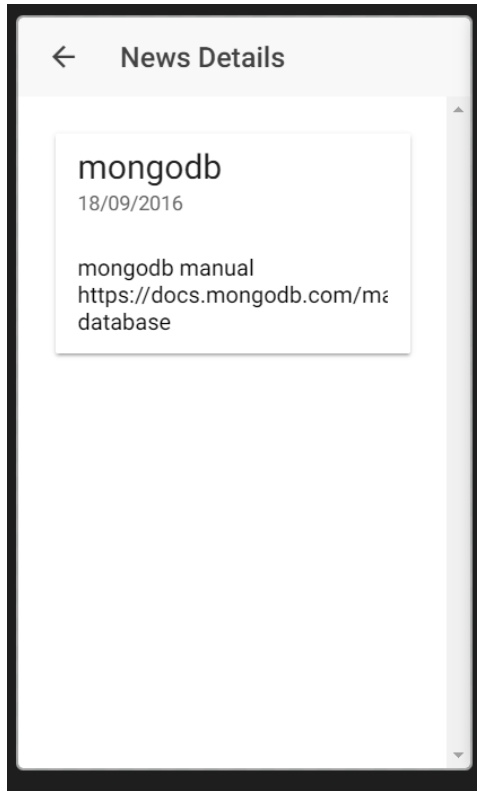 News Details
mongodb
18/09/2016
mongodb manual
https://docs.mongodb.com/ma
database